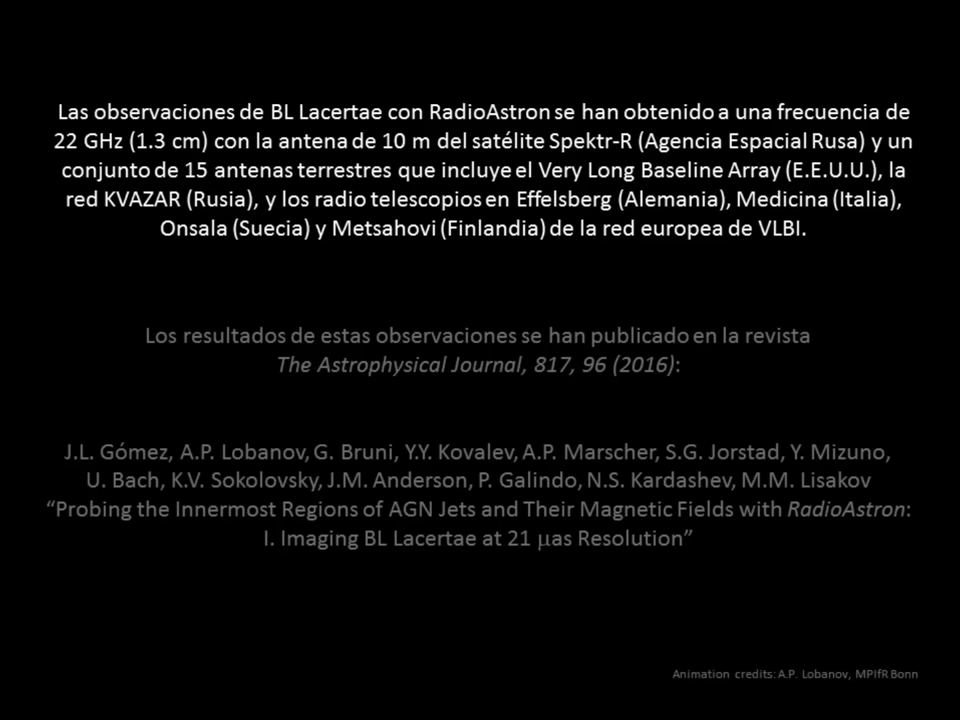 Las observaciones de BL Lacertae con RadioAstron se han obtenido a una frecuencia de
22 GHz (1.3 cm) con la antena de 10 m del satélite Spektr-R (Agencia Espacial Rusa) y un
conjunto de 15 antenas terrestres que incluye el Very Long Baseline Array (E.E.U.U.), la
red KVAZAR (Rusia), y los radio telescopios en Effelsberg (Alemania), Medicina (Italia),
Onsala (Suecia) y Metsahovi (Finlandia) de la red europea de VLBI.
Los resultados de estas observaciones se han publicado en la revista
The Astrophysical Journal, 817, 96 (2016):
J.L. Gómez, A.P. Lobanov, G. Bruni, Y.Y. Kovalev, A.P. Marscher, S.G. Jorstad, Y. Mizuno,
U. Bach, K.V. Sokolovsky, J.M. Anderson, P. Galindo, N.S. Kardashev, M.M. Lisakov
“Probing the Innermost Regions of AGN Jets and Their Magnetic Fields with RadioAstron:
I. Imaging BL Lacertae at 21 μas Resolution”
Animation credits: A.P. Lobanov, MPIfR Bonn